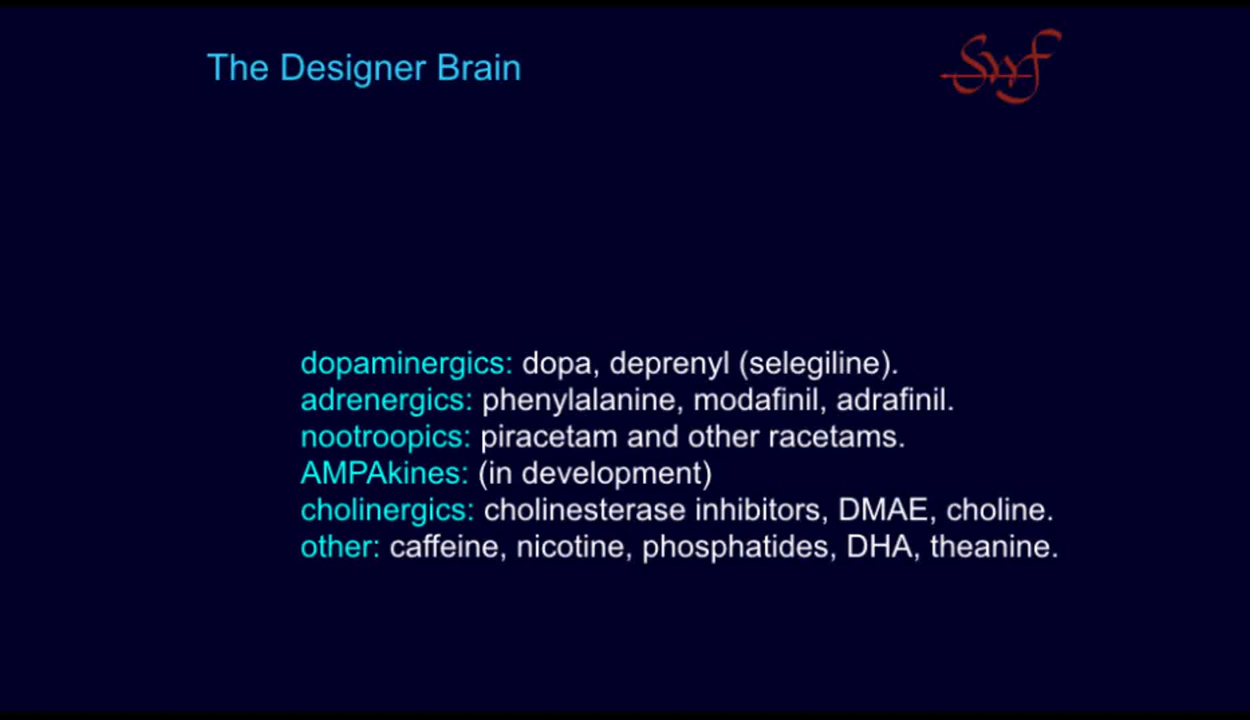 The Designer Brain
Swf
dopaminergics: dopa, deprenyl (selegiline).
adrenergics: phenylalanine, modafinil, adrafinil.
nootroopics: piracetam and other racetams.
AMPAkines: (in development)
cholinergics: cholinesterase inhibitors, DMAE, choline.
other: caffeine, nicotine, phosphatides, DHA, theanine.